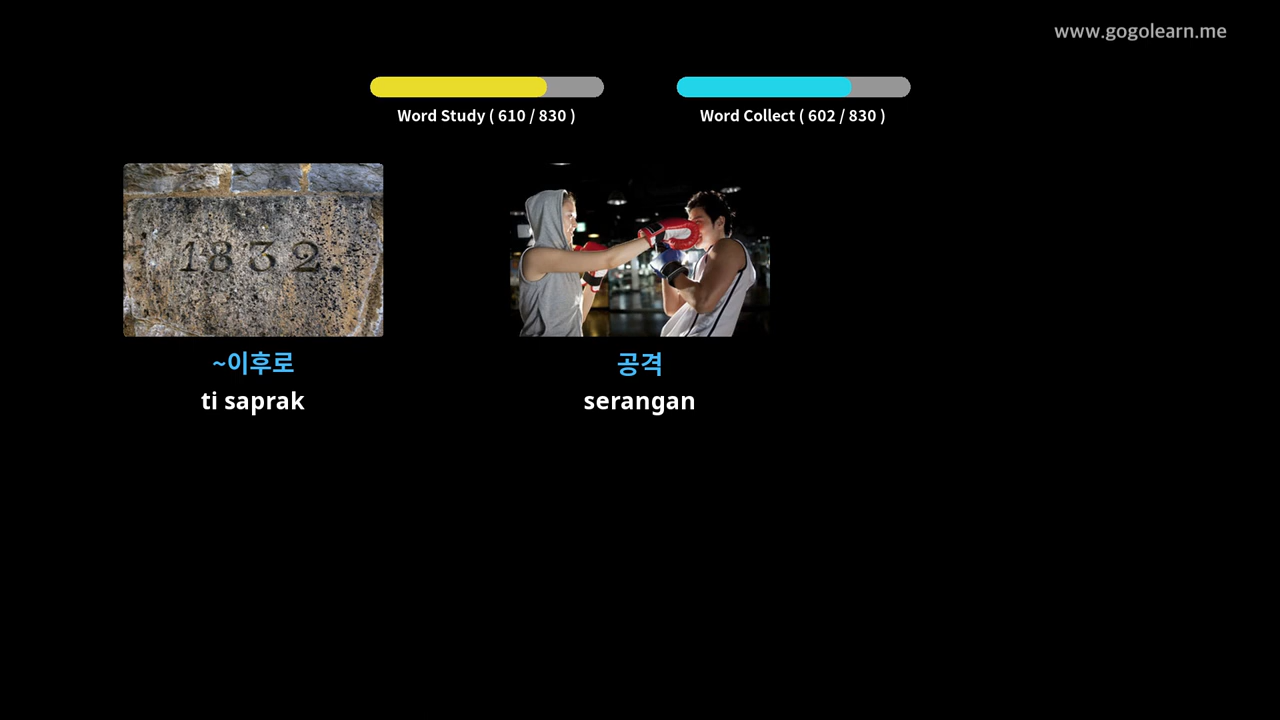 www.gogolearn.me
Word Study ( 610 / 830 )
Word Collect ( 602 / 830 )
1832.
~이후로
공격
ti saprak
serangan